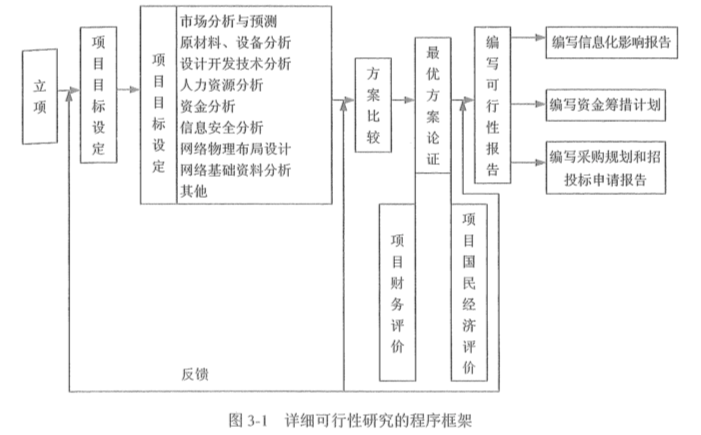 立项
项目目标设定
项目目标设定
市场分析与预测
原材料、设备分析
设计开发技术分析
人力资源分析
资金分析
信息安全分析
网络物理布局设计
网络基础资料分析
其他
方案比较
最优方案论证
编写可行性报告
编写信息化影响报告
编写资金筹措计划
编写采购规划和招
投标申请报告
项目财务评价
项目国民经济评价
反馈
图 3-1 详细可行性研究的程序框架